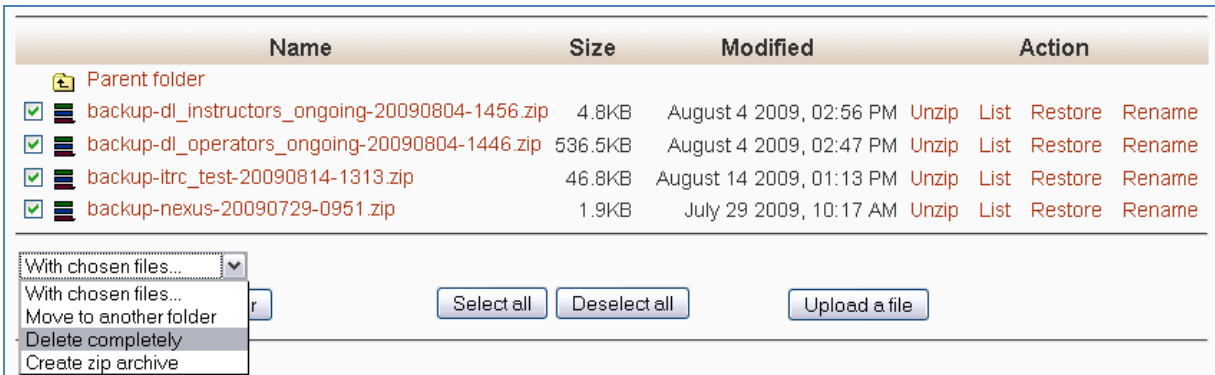 Name Size Modified Action
Parent folder
backup-dl_instructors_ongoing-20090804-1456.zip 4.8KB August 4 2009, 02:56 PM Unzip List Restore Rename
backup-dl_operators_ongoing-20090804-1446.zip 536.5KB August 4 2009, 02:47 PM Unzip List Restore Rename
backup-itrc_test-20090814-1313.zip 46.8KB August 14 2009, 01:13 PM Unzip List Restore Rename
backup-nexus-20090729-0951.zip 1.9KB July 29 2009, 10:17 AM Unzip List Restore Rename
With chosen files...
With chosen files... Select all Deselect all Upload a file
Move to another folder
Delete completely
Create zip archive